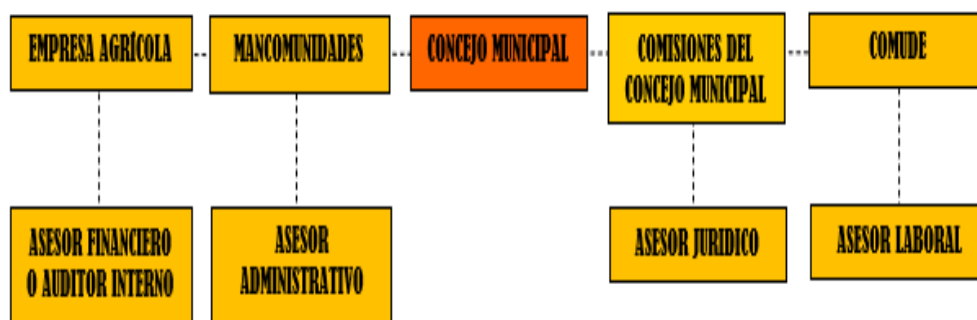 EMPRESA AGRÍCOLA
MANCOMUNIDADES
CONCEJO MUNICIPAL
COMISIONES DEL
CONCEJO MUNICIPAL
COMUDE
ASESOR FINANCIERO
O AUDITOR INTERNO
ASESOR
ADMINISTRATIVO
ASESOR JURIDICO
ASESOR LABORAL